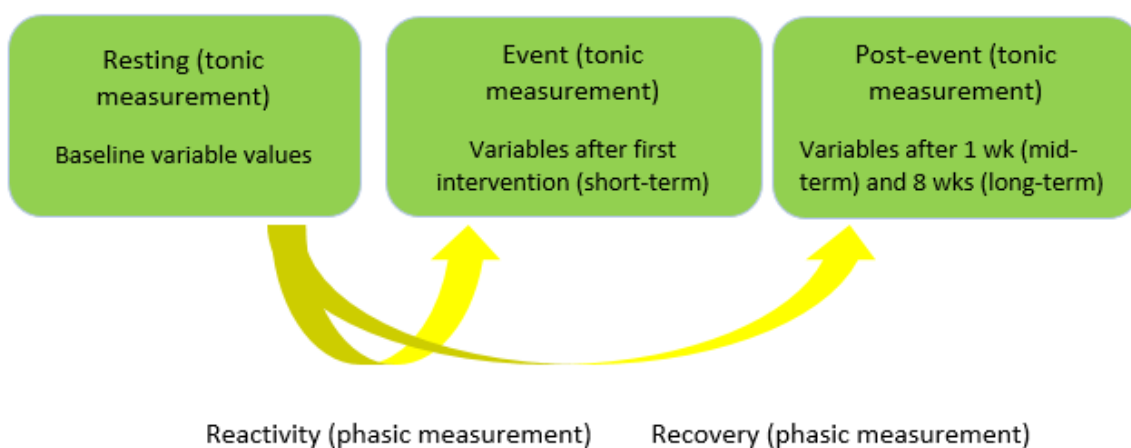 Resting (tonic
measurement)
Baseline variable values
Event (tonic
measurement)
Variables after first
intervention (short-term)
Post-event (tonic
measurement)
Variables after 1 wk (mid-
term) and 8 wks (long-term)
Reactivity (phasic measurement)
Recovery (phasic measurement)